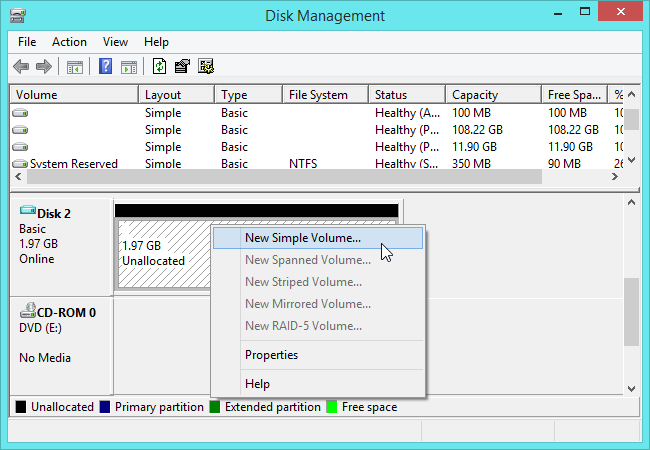 Disk Management
File Action View Help
Volume Layout Type File System Status Capacity Free Spa... %
Simple Basic Healthy (A... 100 MB 100 MB 10
Simple Basic Healthy (P... 108.22 GB 108.22 GB 10
Simple Basic Healthy (P... 11.90 GB 11.90 GB 10
System Reserved Simple Basic NTFS Healthy (S... 350 MB 90 MB 26
Disk 2
Basic
1.97 GB
Online
1.97 GB
Unallocated
New Simple Volume...
New Spanned Volume...
New Striped Volume...
New Mirrored Volume...
New RAID-5 Volume...
Properties
Help
CD-ROM 0
DVD (E:)
No Media
Unallocated Primary partition Extended partition Free space